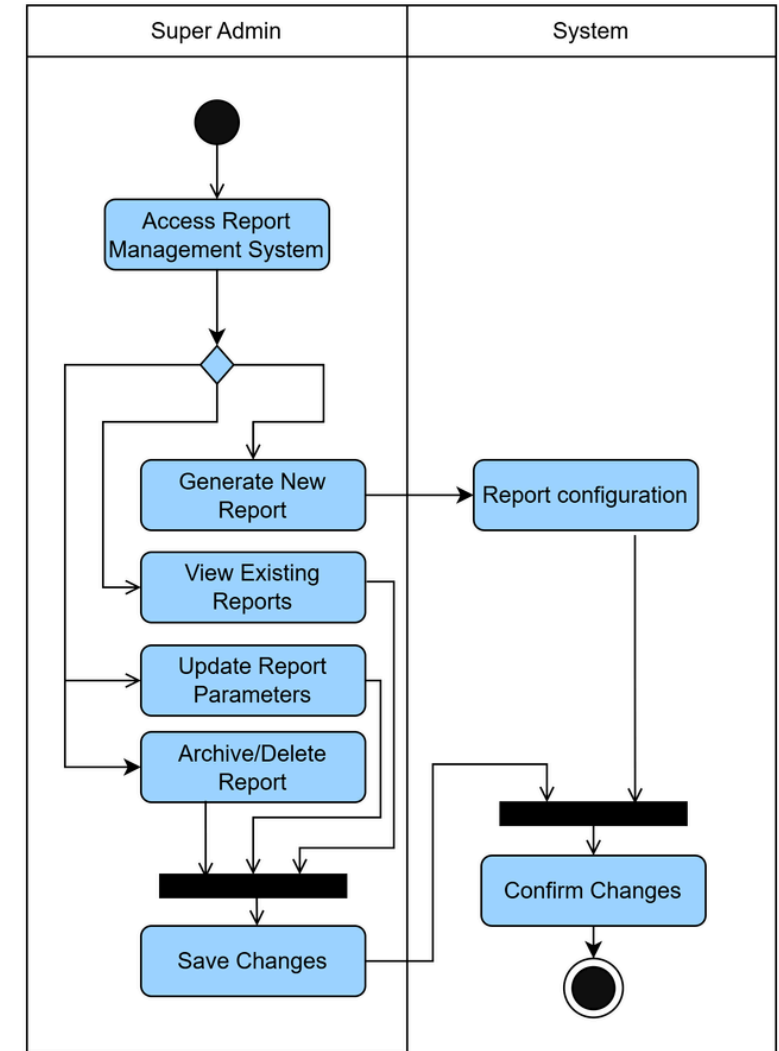 Super Admin
System
Access Report
Management System
Generate New
Report
Report configuration
View Existing
Reports
Update Report
Parameters
Archive/Delete
Report
Confirm Changes
Save Changes